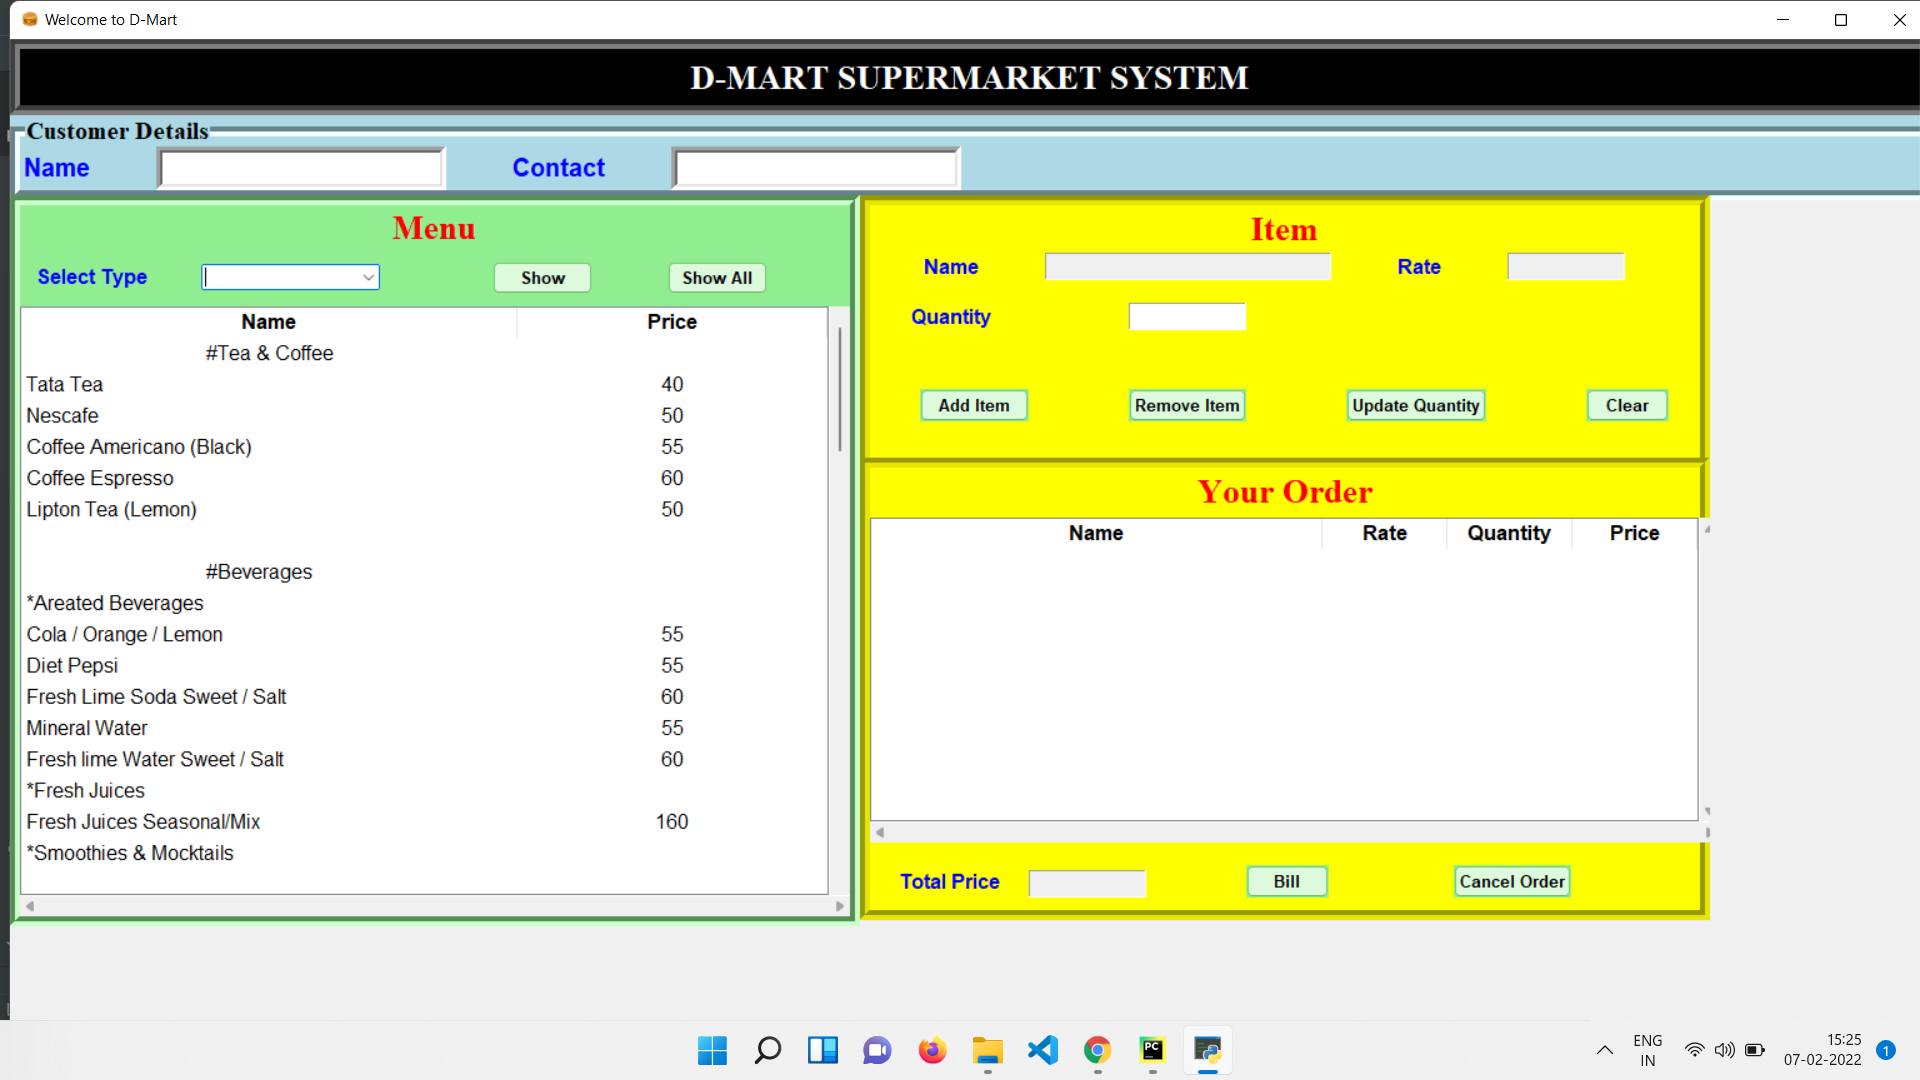 Welcome to D-Mart
D-MART SUPERMARKET SYSTEM
Customer Details
Name Contact
Menu
Select Type Show Show All
Name Price
#Tea & Coffee
Tata Tea 40
Nescafe 50
Coffee Americano (Black) 55
Coffee Espresso 60
Lipton Tea (Lemon) 50
#Beverages
*Areated Beverages
Cola / Orange / Lemon 55
Diet Pepsi 55
Fresh Lime Soda Sweet / Salt 60
Mineral Water 55
Fresh lime Water Sweet / Salt 60
*Fresh Juices
Fresh Juices Seasonal/Mix 160
*Smoothies & Mocktails
Item
Name Rate
Quantity
Add Item Remove Item Update Quantity Clear
Your Order
Name Rate Quantity Price
Total Price Bill Cancel Order
PC
ENG
IN
15:25
07-02-2022
1